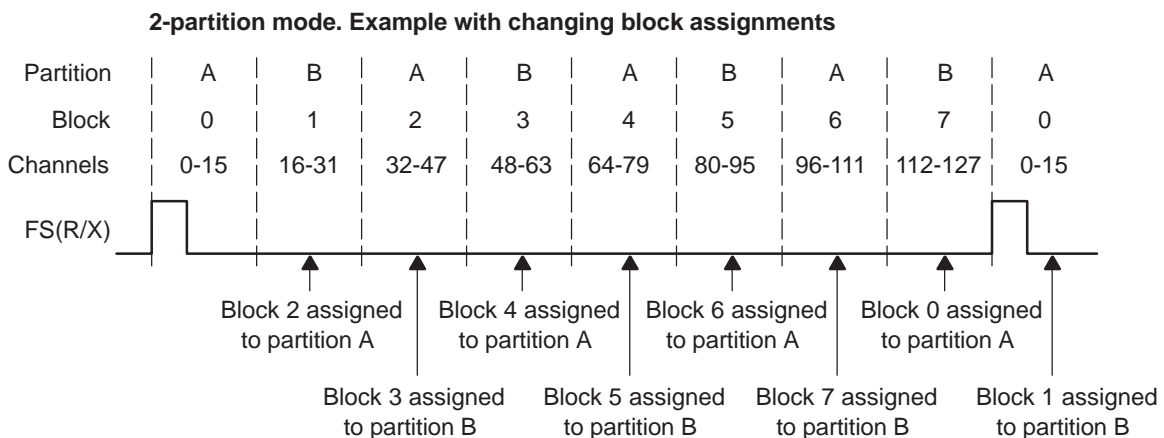 2-partition mode. Example with changing block assignments
Partition A B A B A B A B A
Block 0 1 2 3 4 5 6 7 0
Channels 0-15 16-31 32-47 48-63 64-79 80-95 96-111 112-127 0-15
FS(R/X)
Block 2 assigned to partition A
Block 4 assigned to partition A
Block 6 assigned to partition A
Block 0 assigned to partition A
Block 3 assigned to partition B
Block 5 assigned to partition B
Block 7 assigned to partition B
Block 1 assigned to partition B